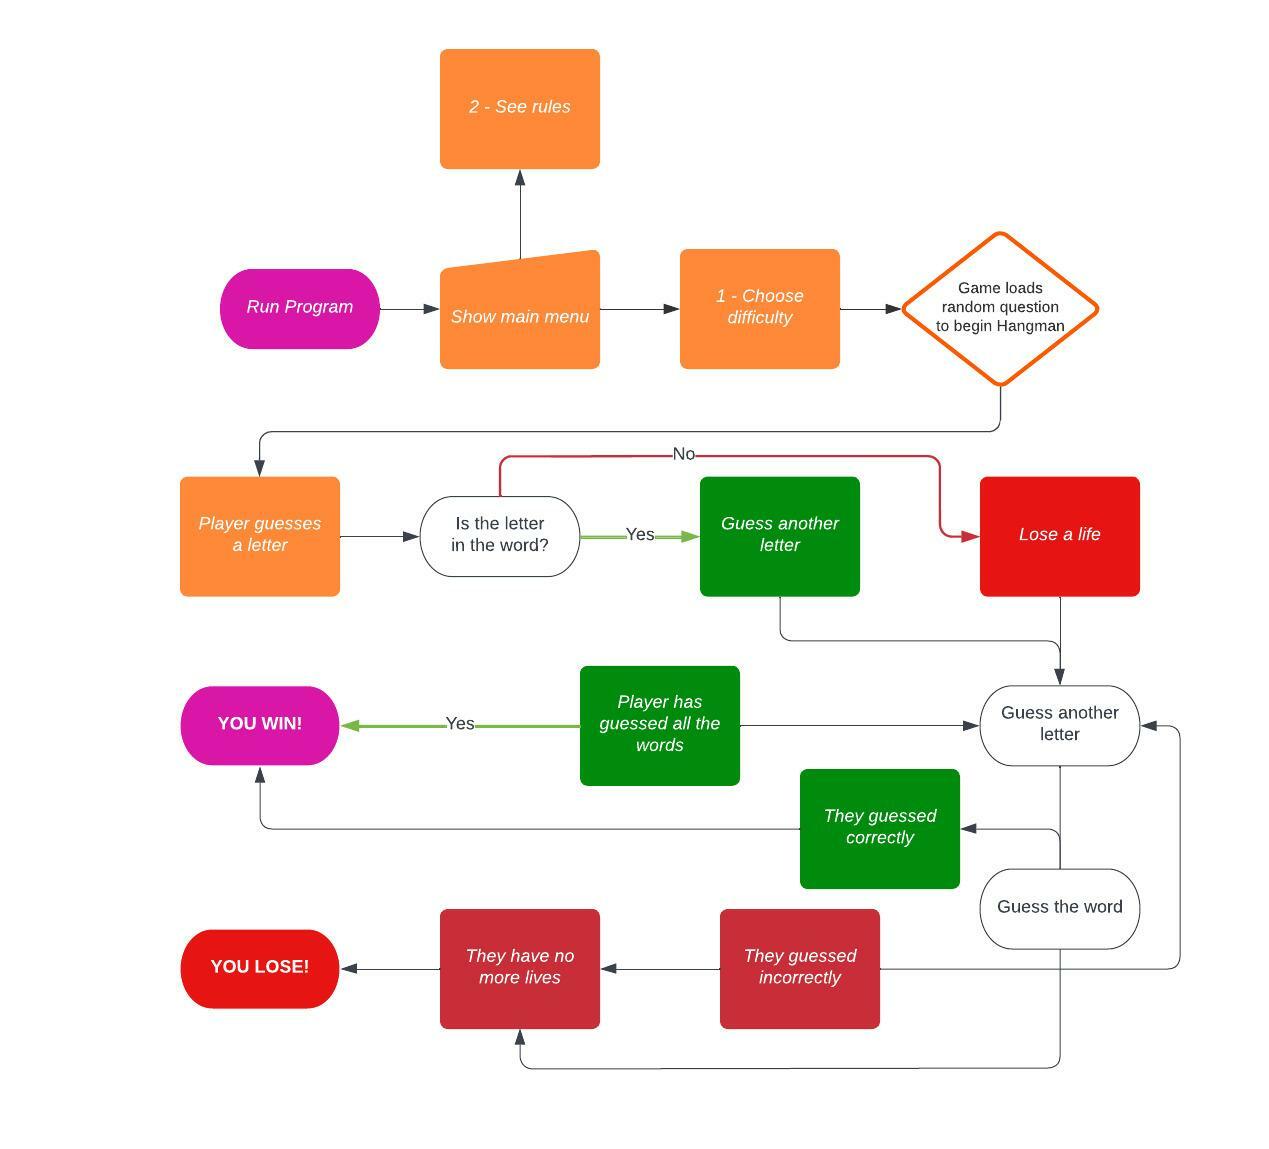 2 - See rules
Run Program
Show main menu
1 - Choose
difficulty
Game loads
random question
to begin Hangman
No
Player guesses
a letter
Is the letter
in the word?
Yes
Guess another
letter
Lose a life
YOU WIN!
Yes
Player has
guessed all the
words
Guess another
letter
They guessed
correctly
Guess the word
YOU LOSE!
They have no
more lives
They guessed
incorrectly